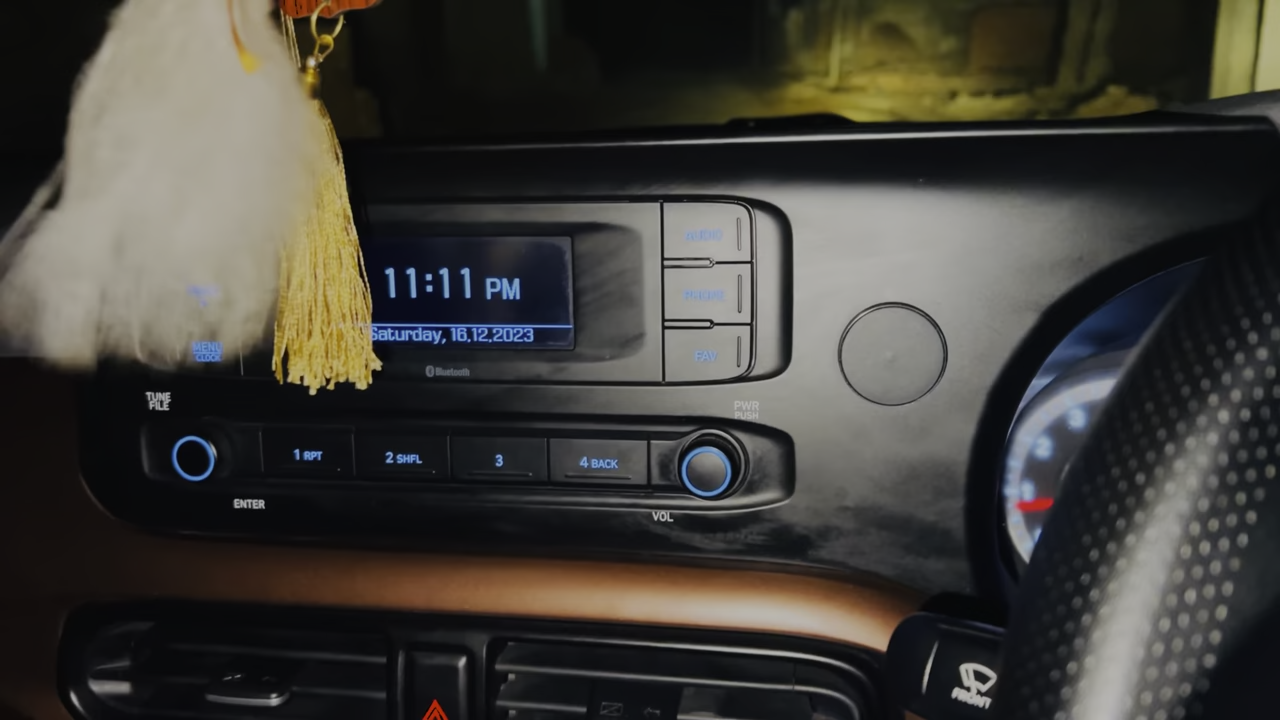 11:11 PM
Saturday, 16.12.2023
Bluetooth
AUDIO
PHONE
FAV
MENU
CLOCK
TUNE
FILE
PWR
PUSH
1 RPT
2 SHFL
3
4 BACK
ENTER
VOL
FRONT